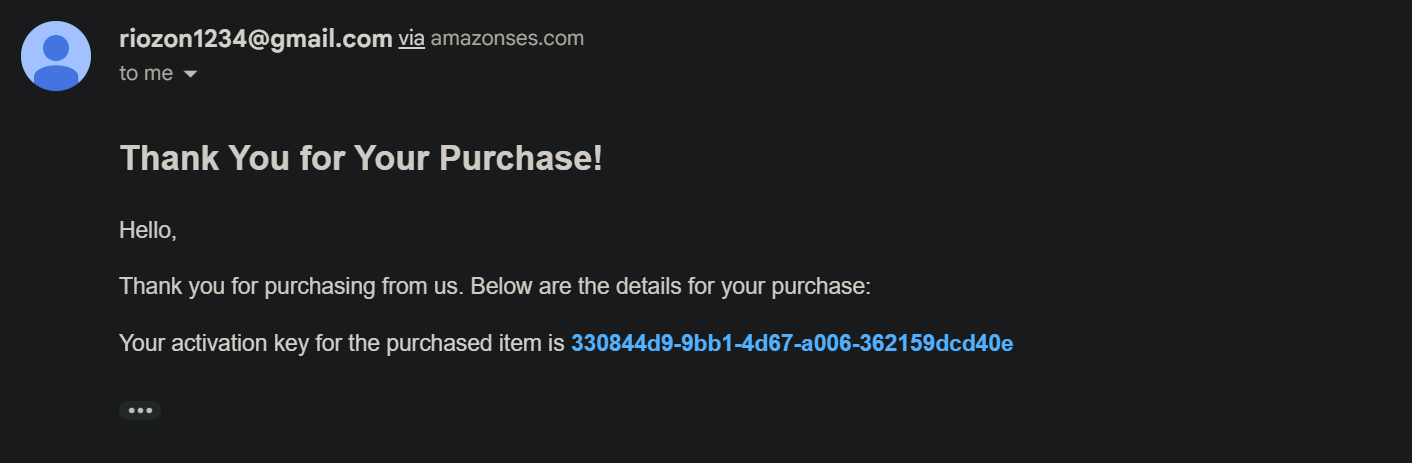 riozon1234@gmail.com via amazonses.com
to me
Thank You for Your Purchase!
Hello,
Thank you for purchasing from us. Below are the details for your purchase:
Your activation key for the purchased item is 330844d9-9bb1-4d67-a006-362159dcd40e